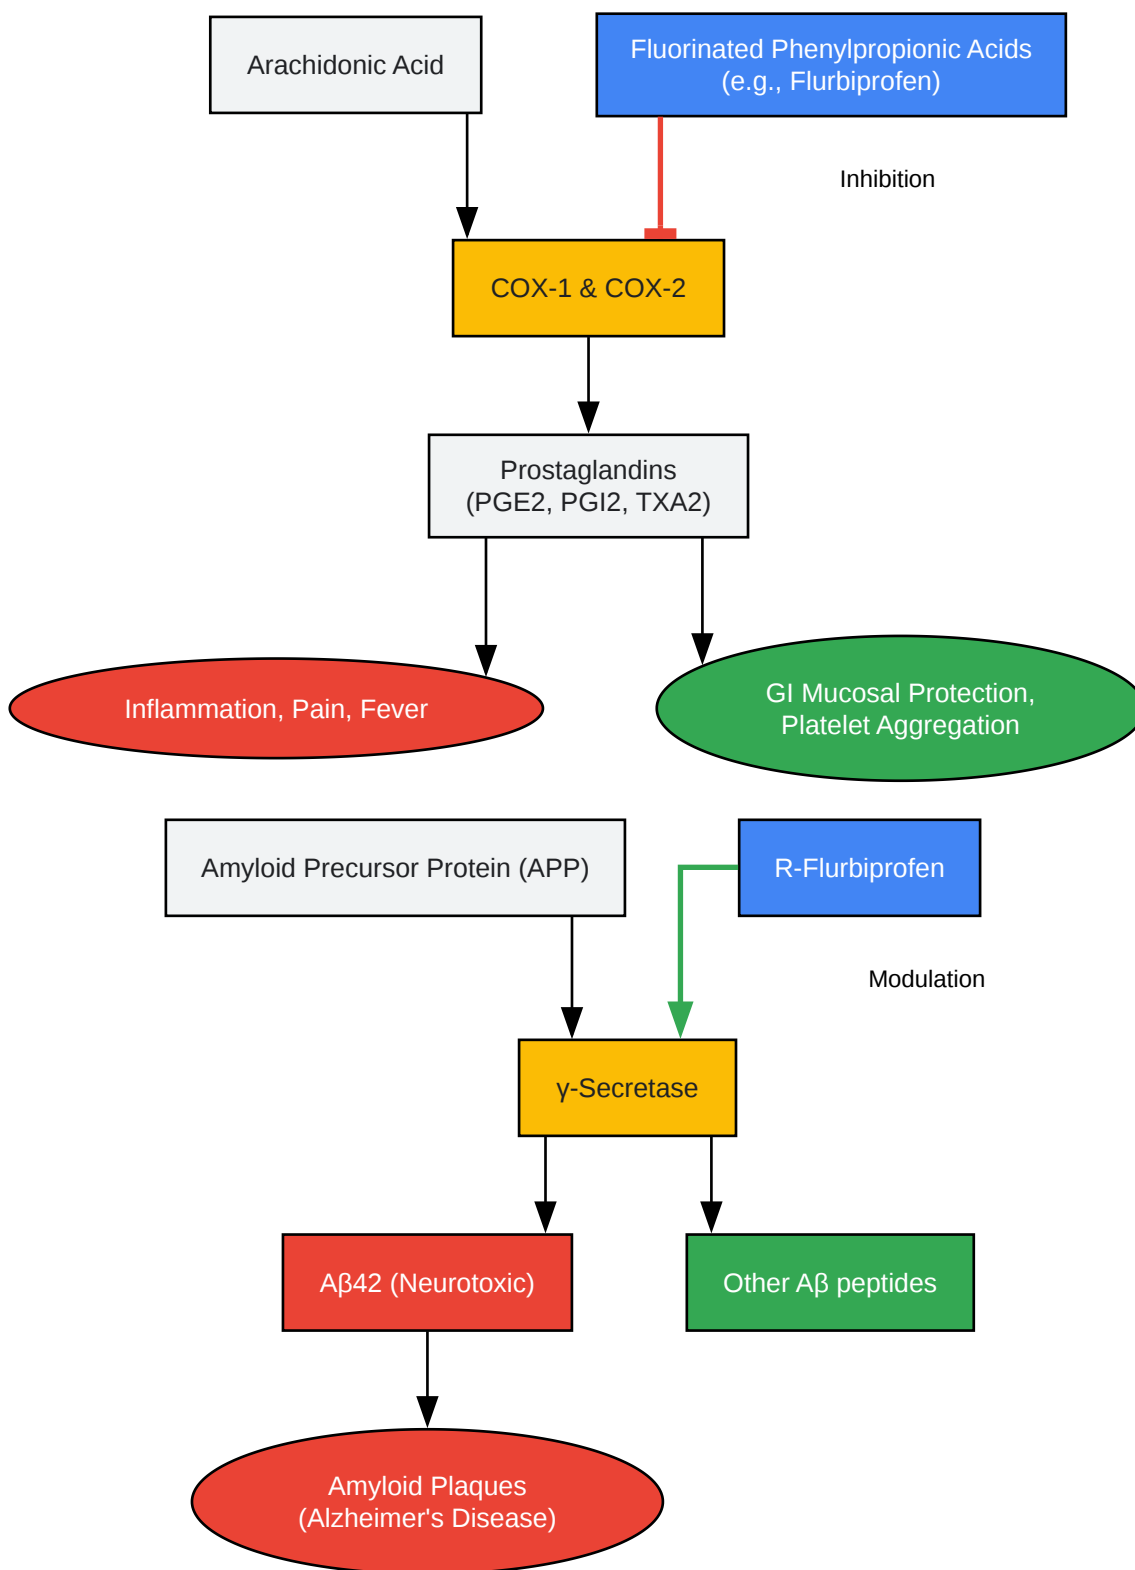 Arachidonic Acid
Fluorinated Phenylpropionic Acids
(e.g., Flurbiprofen)
Inhibition
COX-1 & COX-2
Prostaglandins
(PGE2, PGI2, TXA2)
Inflammation, Pain, Fever
GI Mucosal Protection,
Platelet Aggregation
Amyloid Precursor Protein (APP)
R-Flurbiprofen
Modulation
γ-Secretase
Aβ42 (Neurotoxic)
Other Aβ peptides
Amyloid Plaques
(Alzheimer's Disease)